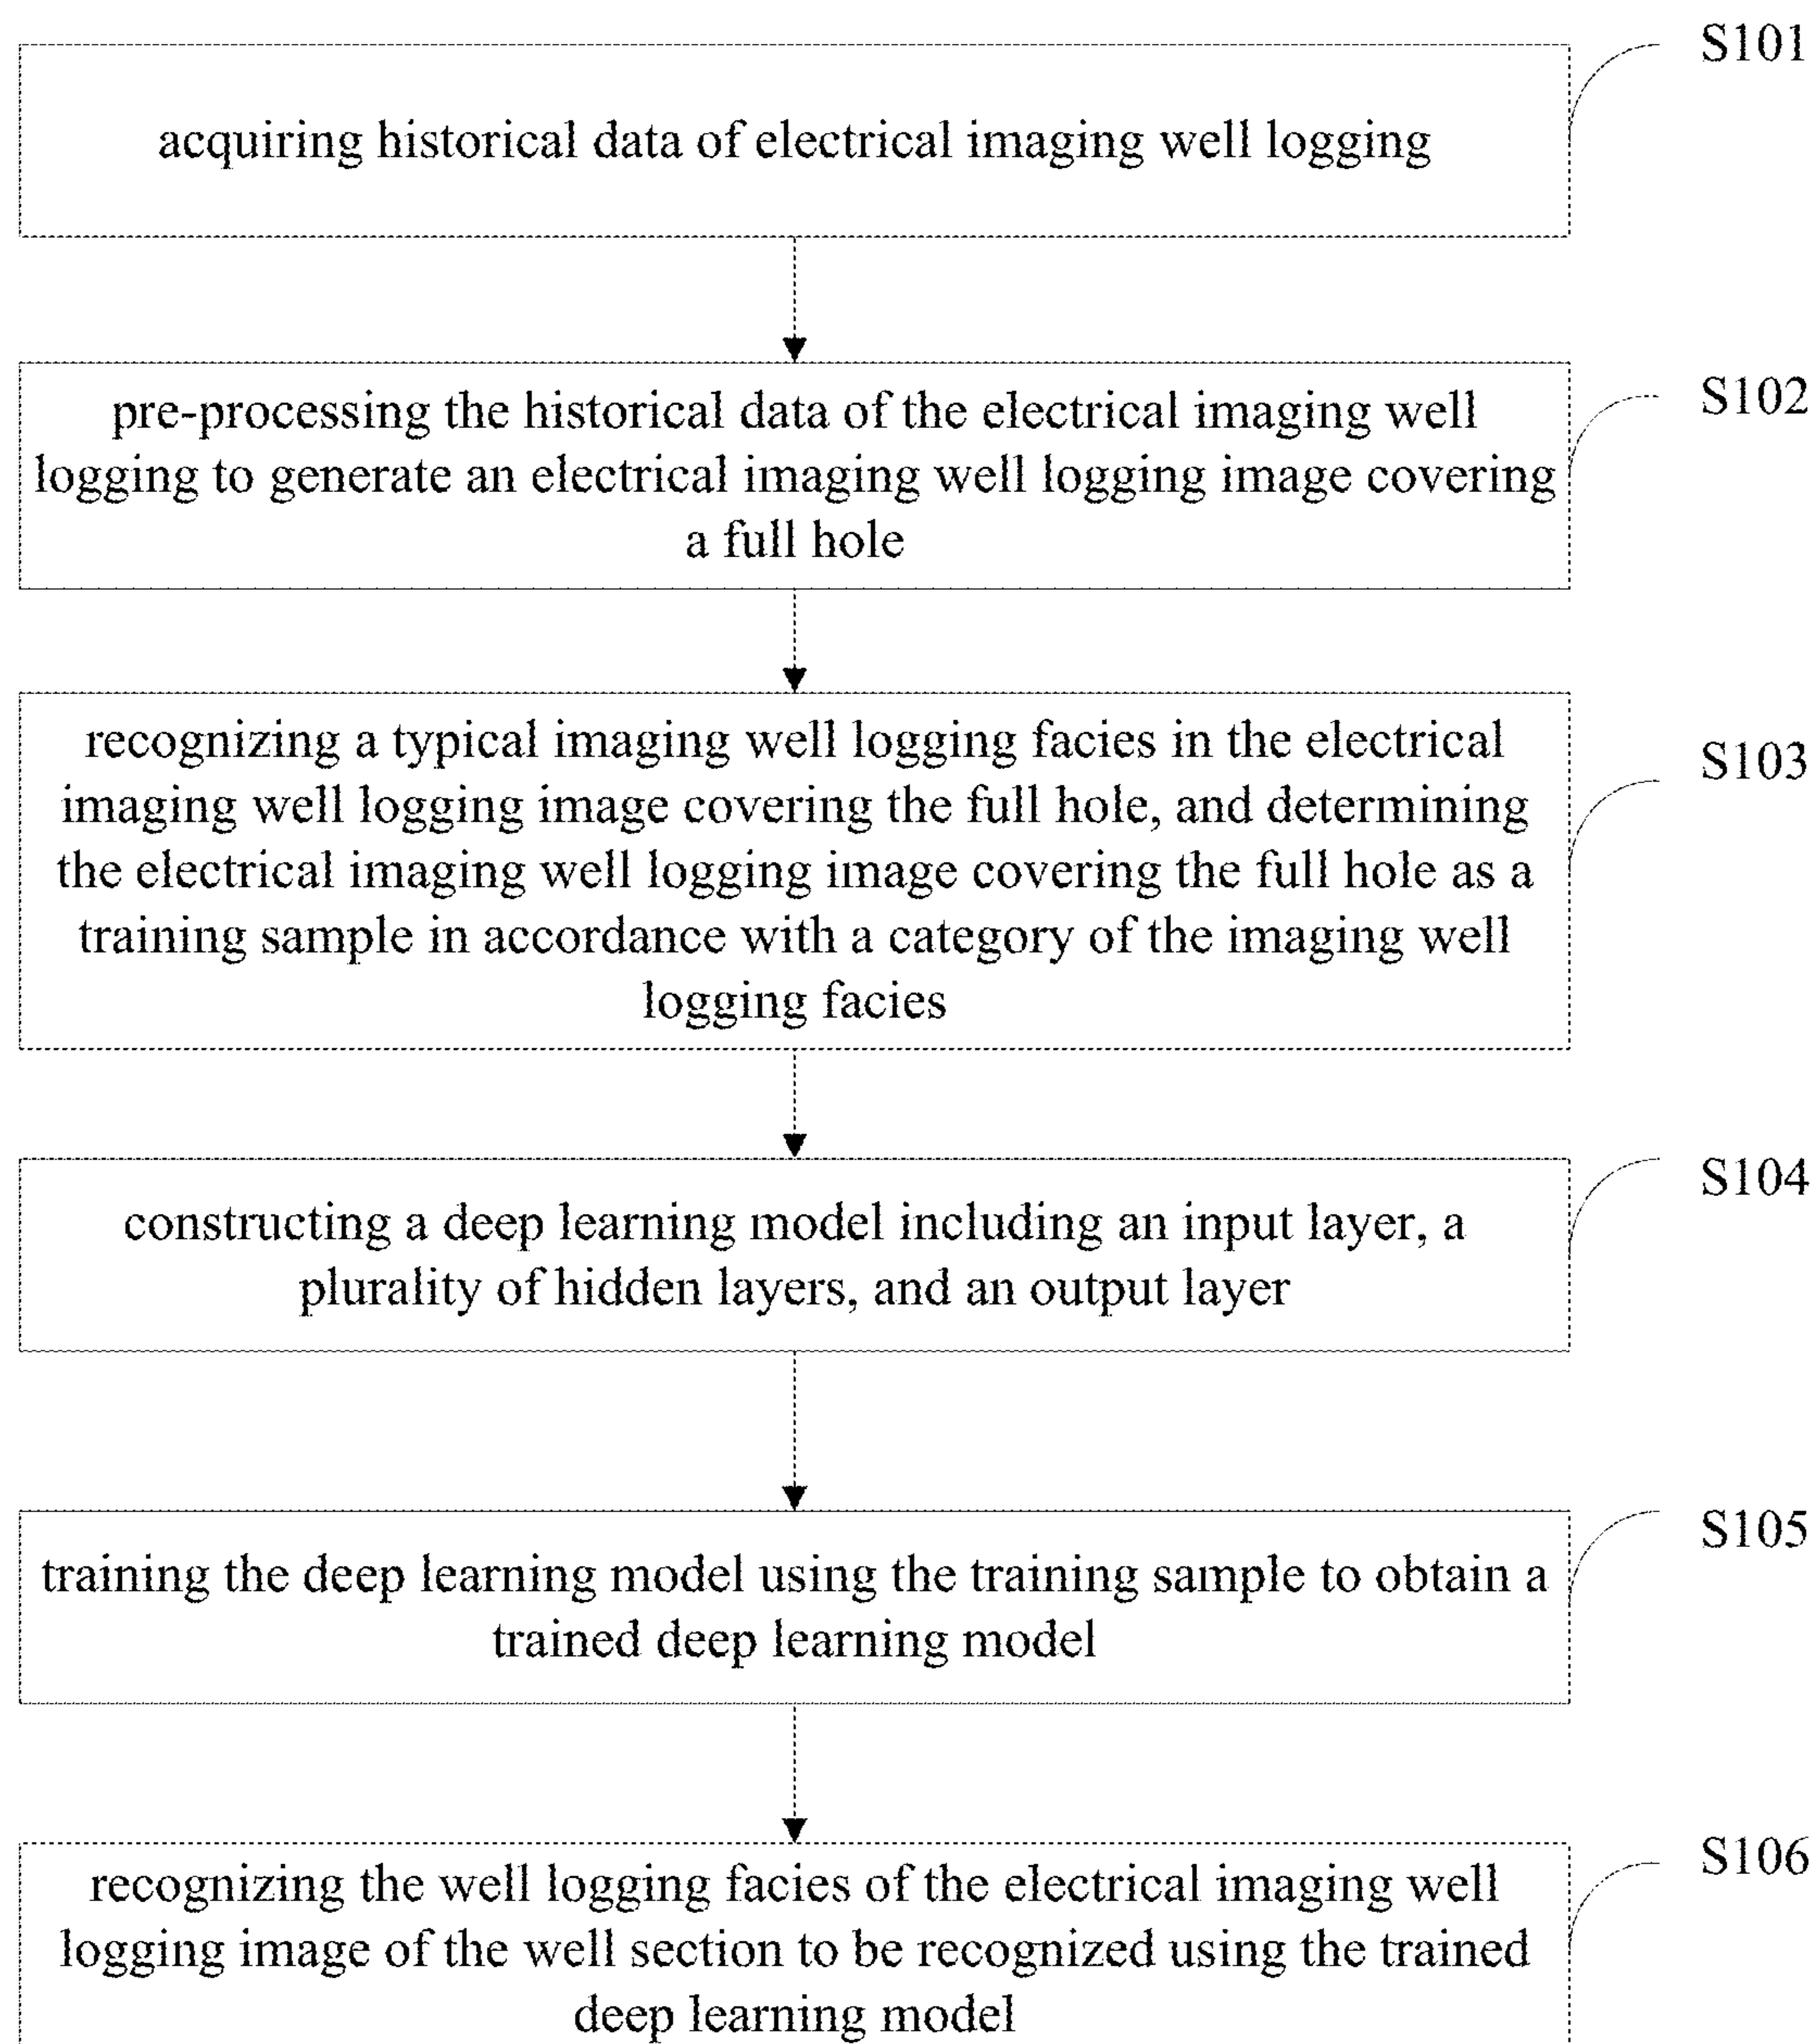 S101
acquiring historical data of electrical imaging well logging
S102
pre-processing the historical data of the electrical imaging well
logging to generate an electrical imaging well logging image covering
a full hole
S103
recognizing a typical imaging well logging facies in the electrical
imaging well logging image covering the full hole, and determining
the electrical imaging well logging image covering the full hole as a
training sample in accordance with a category of the imaging well
logging facies
S104
constructing a deep learning model including an input layer, a
plurality of hidden layers, and an output layer
S105
training the deep learning model using the training sample to obtain a
trained deep learning model
S106
recognizing the well logging facies of the electrical imaging well
logging image of the well section to be recognized using the trained
deep learning model